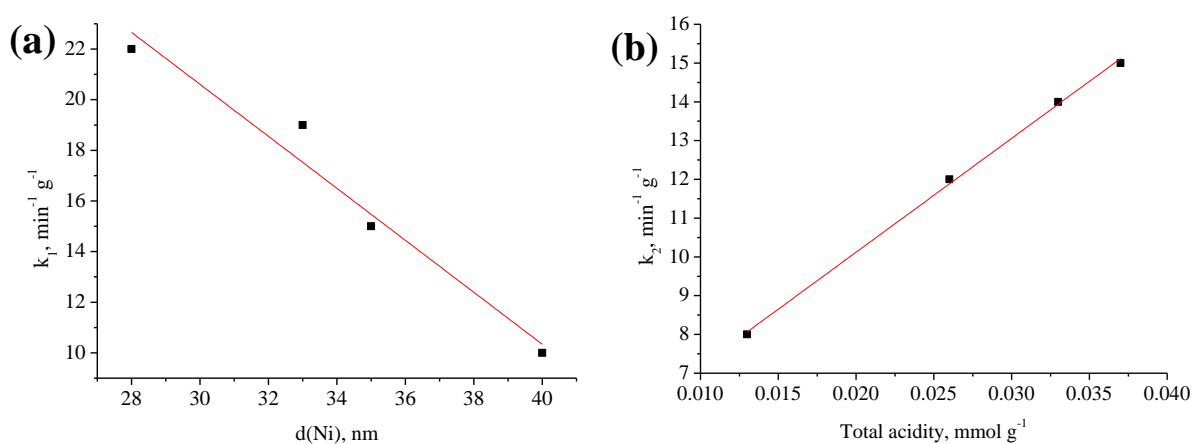 (a)
22
20
18
16
14
12
10
k₁, min⁻¹ g⁻¹
28 30 32 34 36 38 40
d(Ni), nm
(b)
16
15
14
13
12
11
10
9
8
7
k₂, min⁻¹ g⁻¹
0.010 0.015 0.020 0.025 0.030 0.035 0.040
Total acidity, mmol g⁻¹